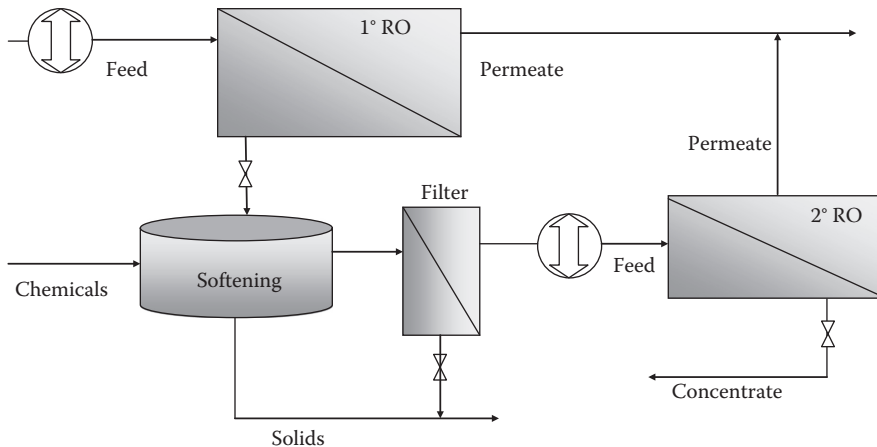 1° RO
Feed
Permeate
Permeate
Filter
2° RO
Softening
Feed
Chemicals
Concentrate
Solids